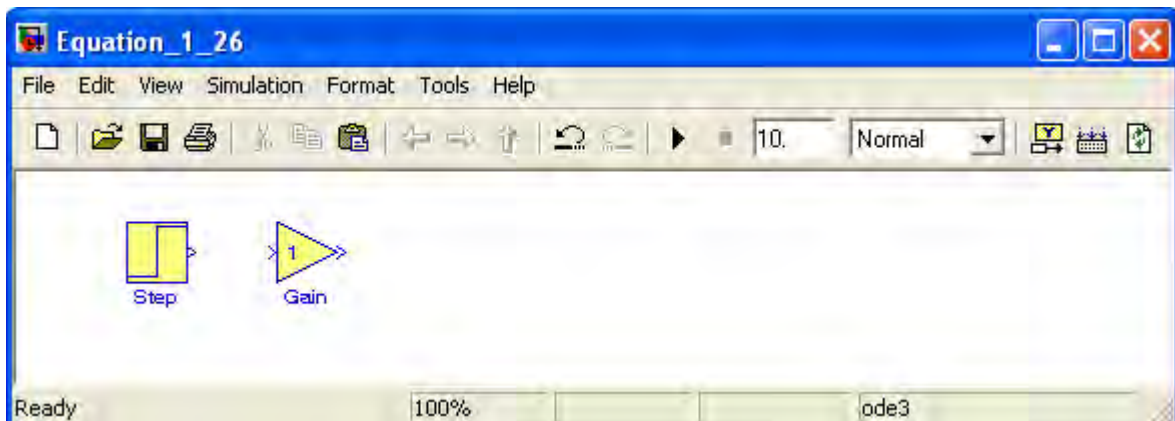 Equation_1_26
File Edit View Simulation Format Tools Help
10. Normal
1
Step Gain
Ready 100% ode3